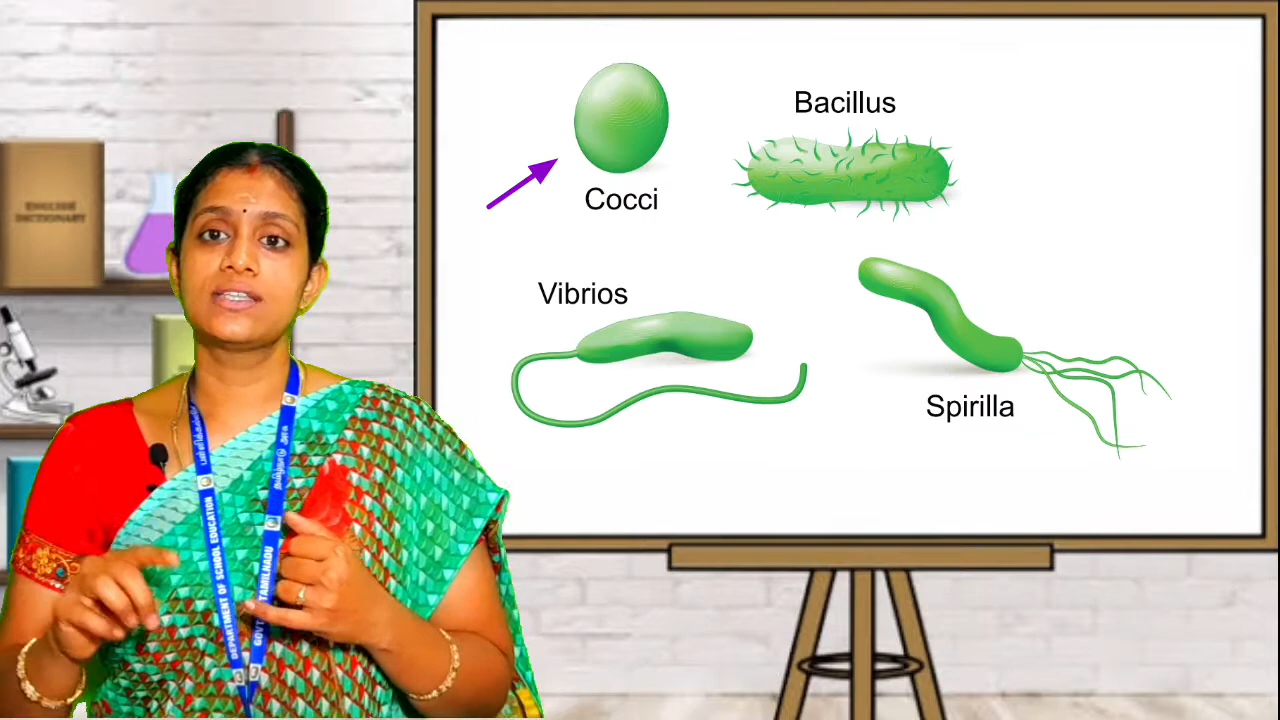 Cocci
Bacillus
Vibrios
Spirilla
ENGLISH
DICTIONARY
DEPARTMENT OF SCHOOL EDUCATION
TAMILNADU